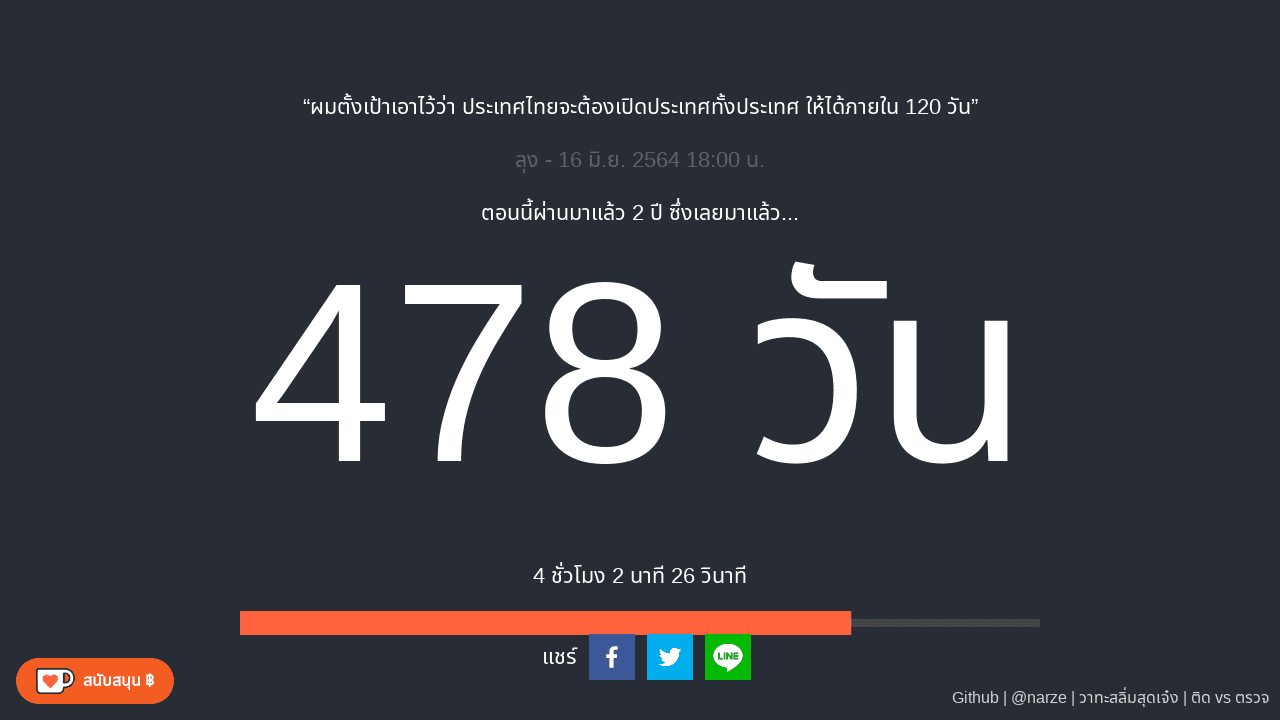 “ผมตั้งเป้าเอาไว้ว่า ประเทศไทยจะต้องเปิดประเทศทั้งประเทศ ให้ได้ภายใน 120 วัน”
ลุง - 16 มิ.ย. 2564 18:00 น.
ตอนนี้ผ่านมาแล้ว 2 ปี ซึ่งเลยมาแล้ว...
478 วัน
4 ชั่วโมง 2 นาที 26 วินาที
แชร์
LINE
สนับสนุน ฿
Github | @narze | วาทะสลิ่มสุดเจ๋ง | ติด vs ตรวจ